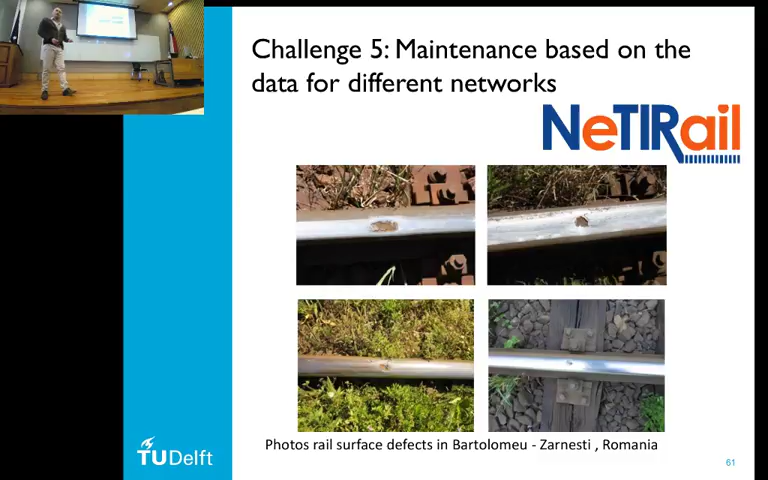 Challenge 5: Maintenance based on the
data for different networks
NeTIRail
Photos rail surface defects in Bartolomeu - Zarnesti , Romania
TUDelft
61